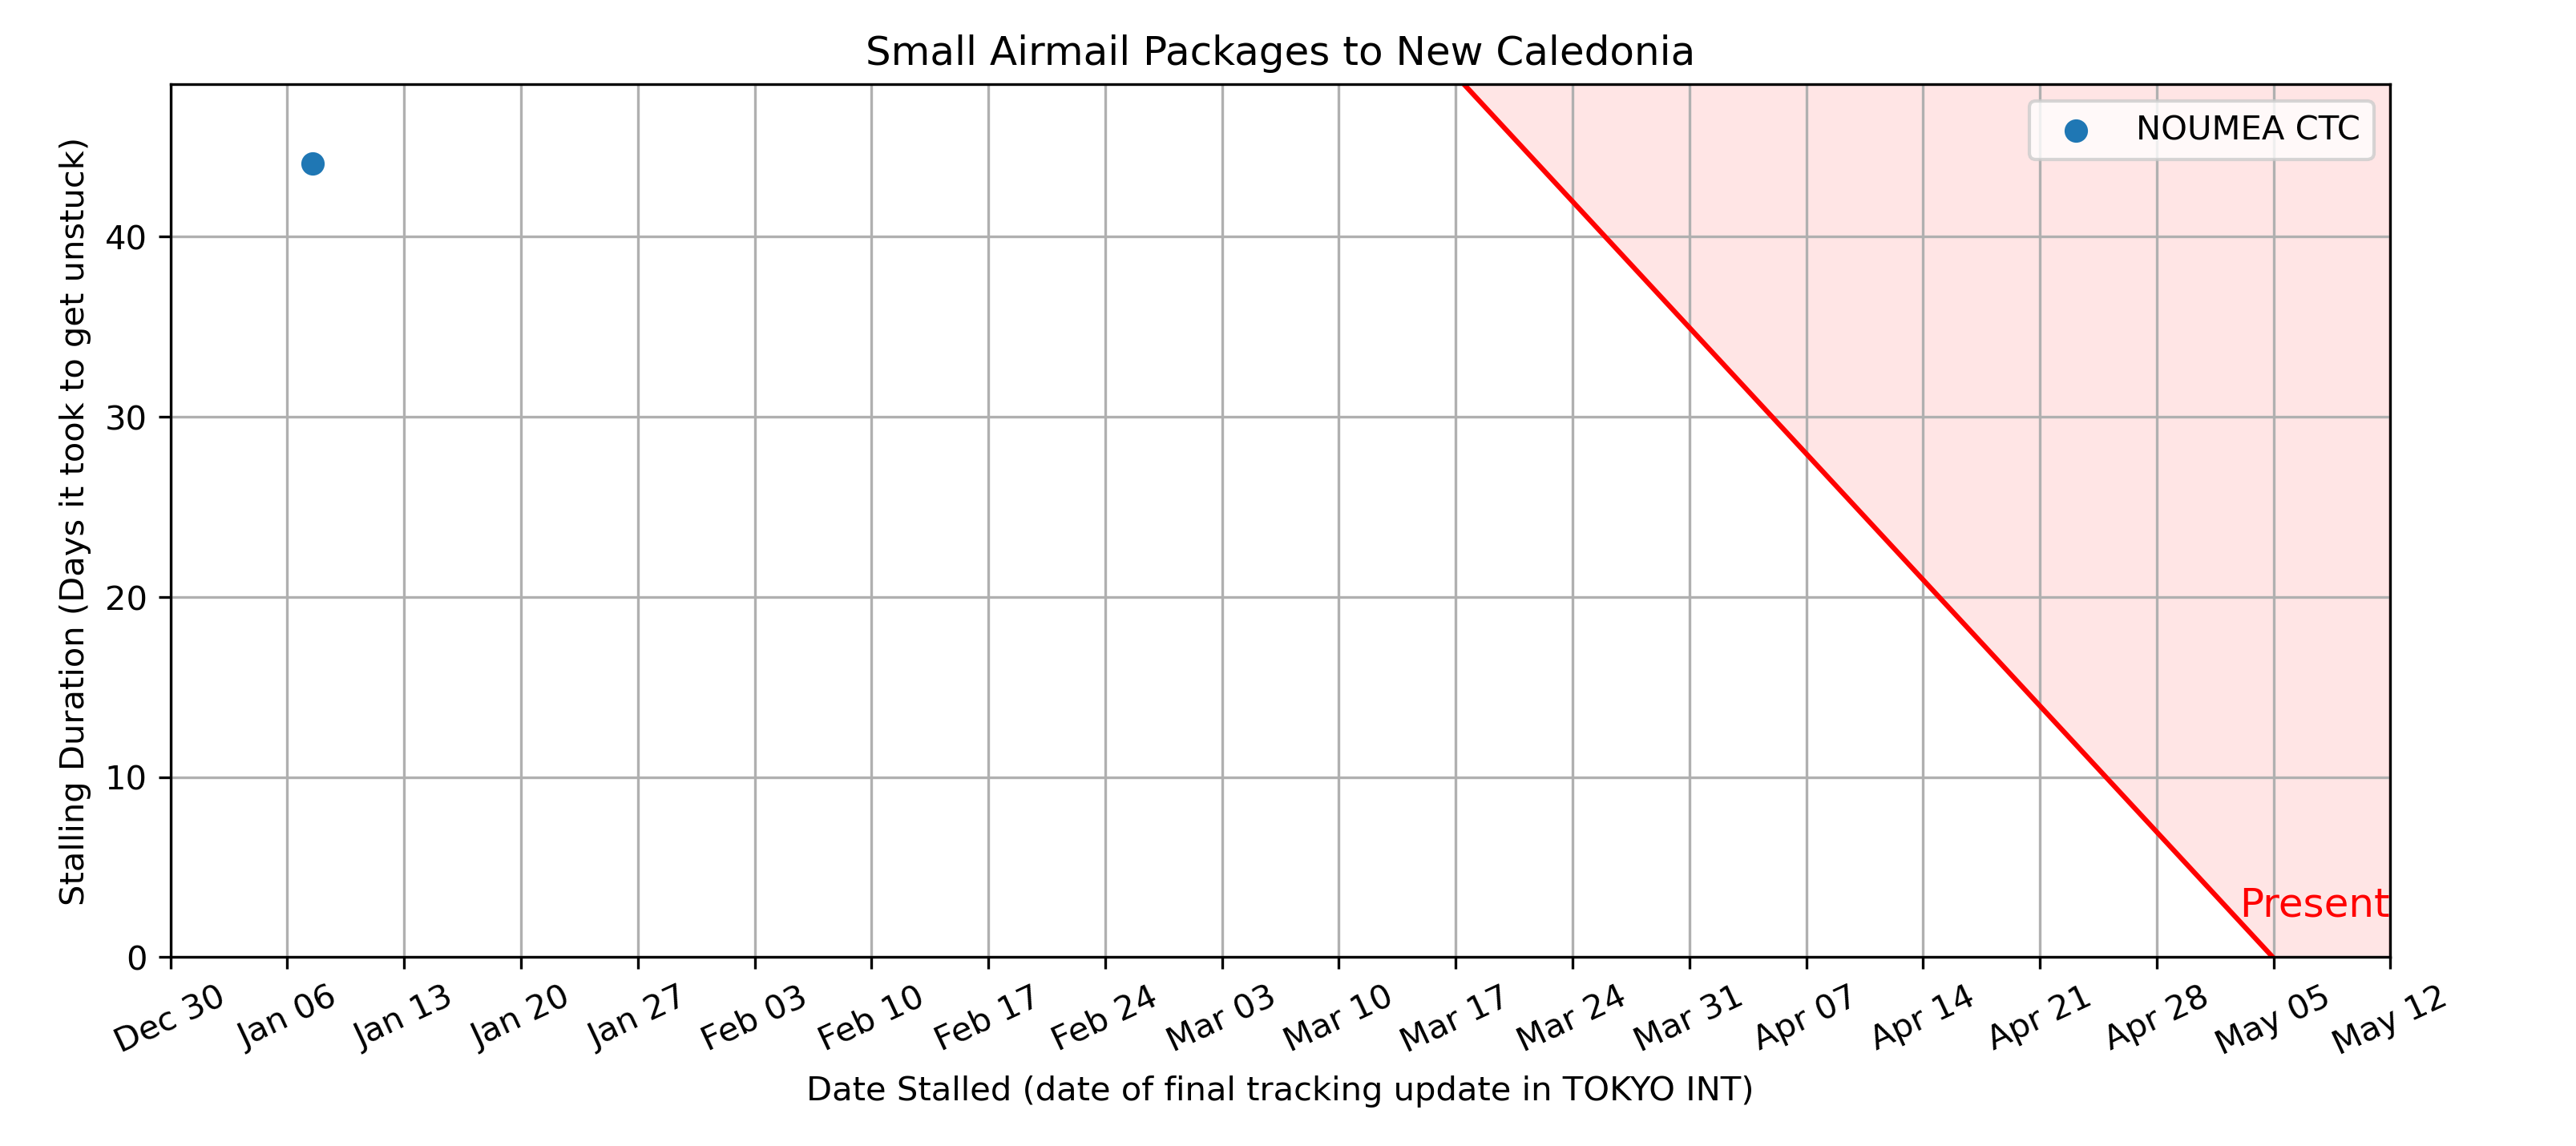 Small Airmail Packages to New Caledonia
NOUMEA CTC
Stalling Duration (Days it took to get unstuck)
40
30
20
10
0
Present
Dec 30
Jan 06
Jan 13
Jan 20
Jan 27
Feb 03
Feb 10
Feb 17
Feb 24
Mar 03
Mar 10
Mar 17
Mar 24
Mar 31
Apr 07
Apr 14
Apr 21
Apr 28
May 05
May 12
Date Stalled (date of final tracking update in TOKYO INT)